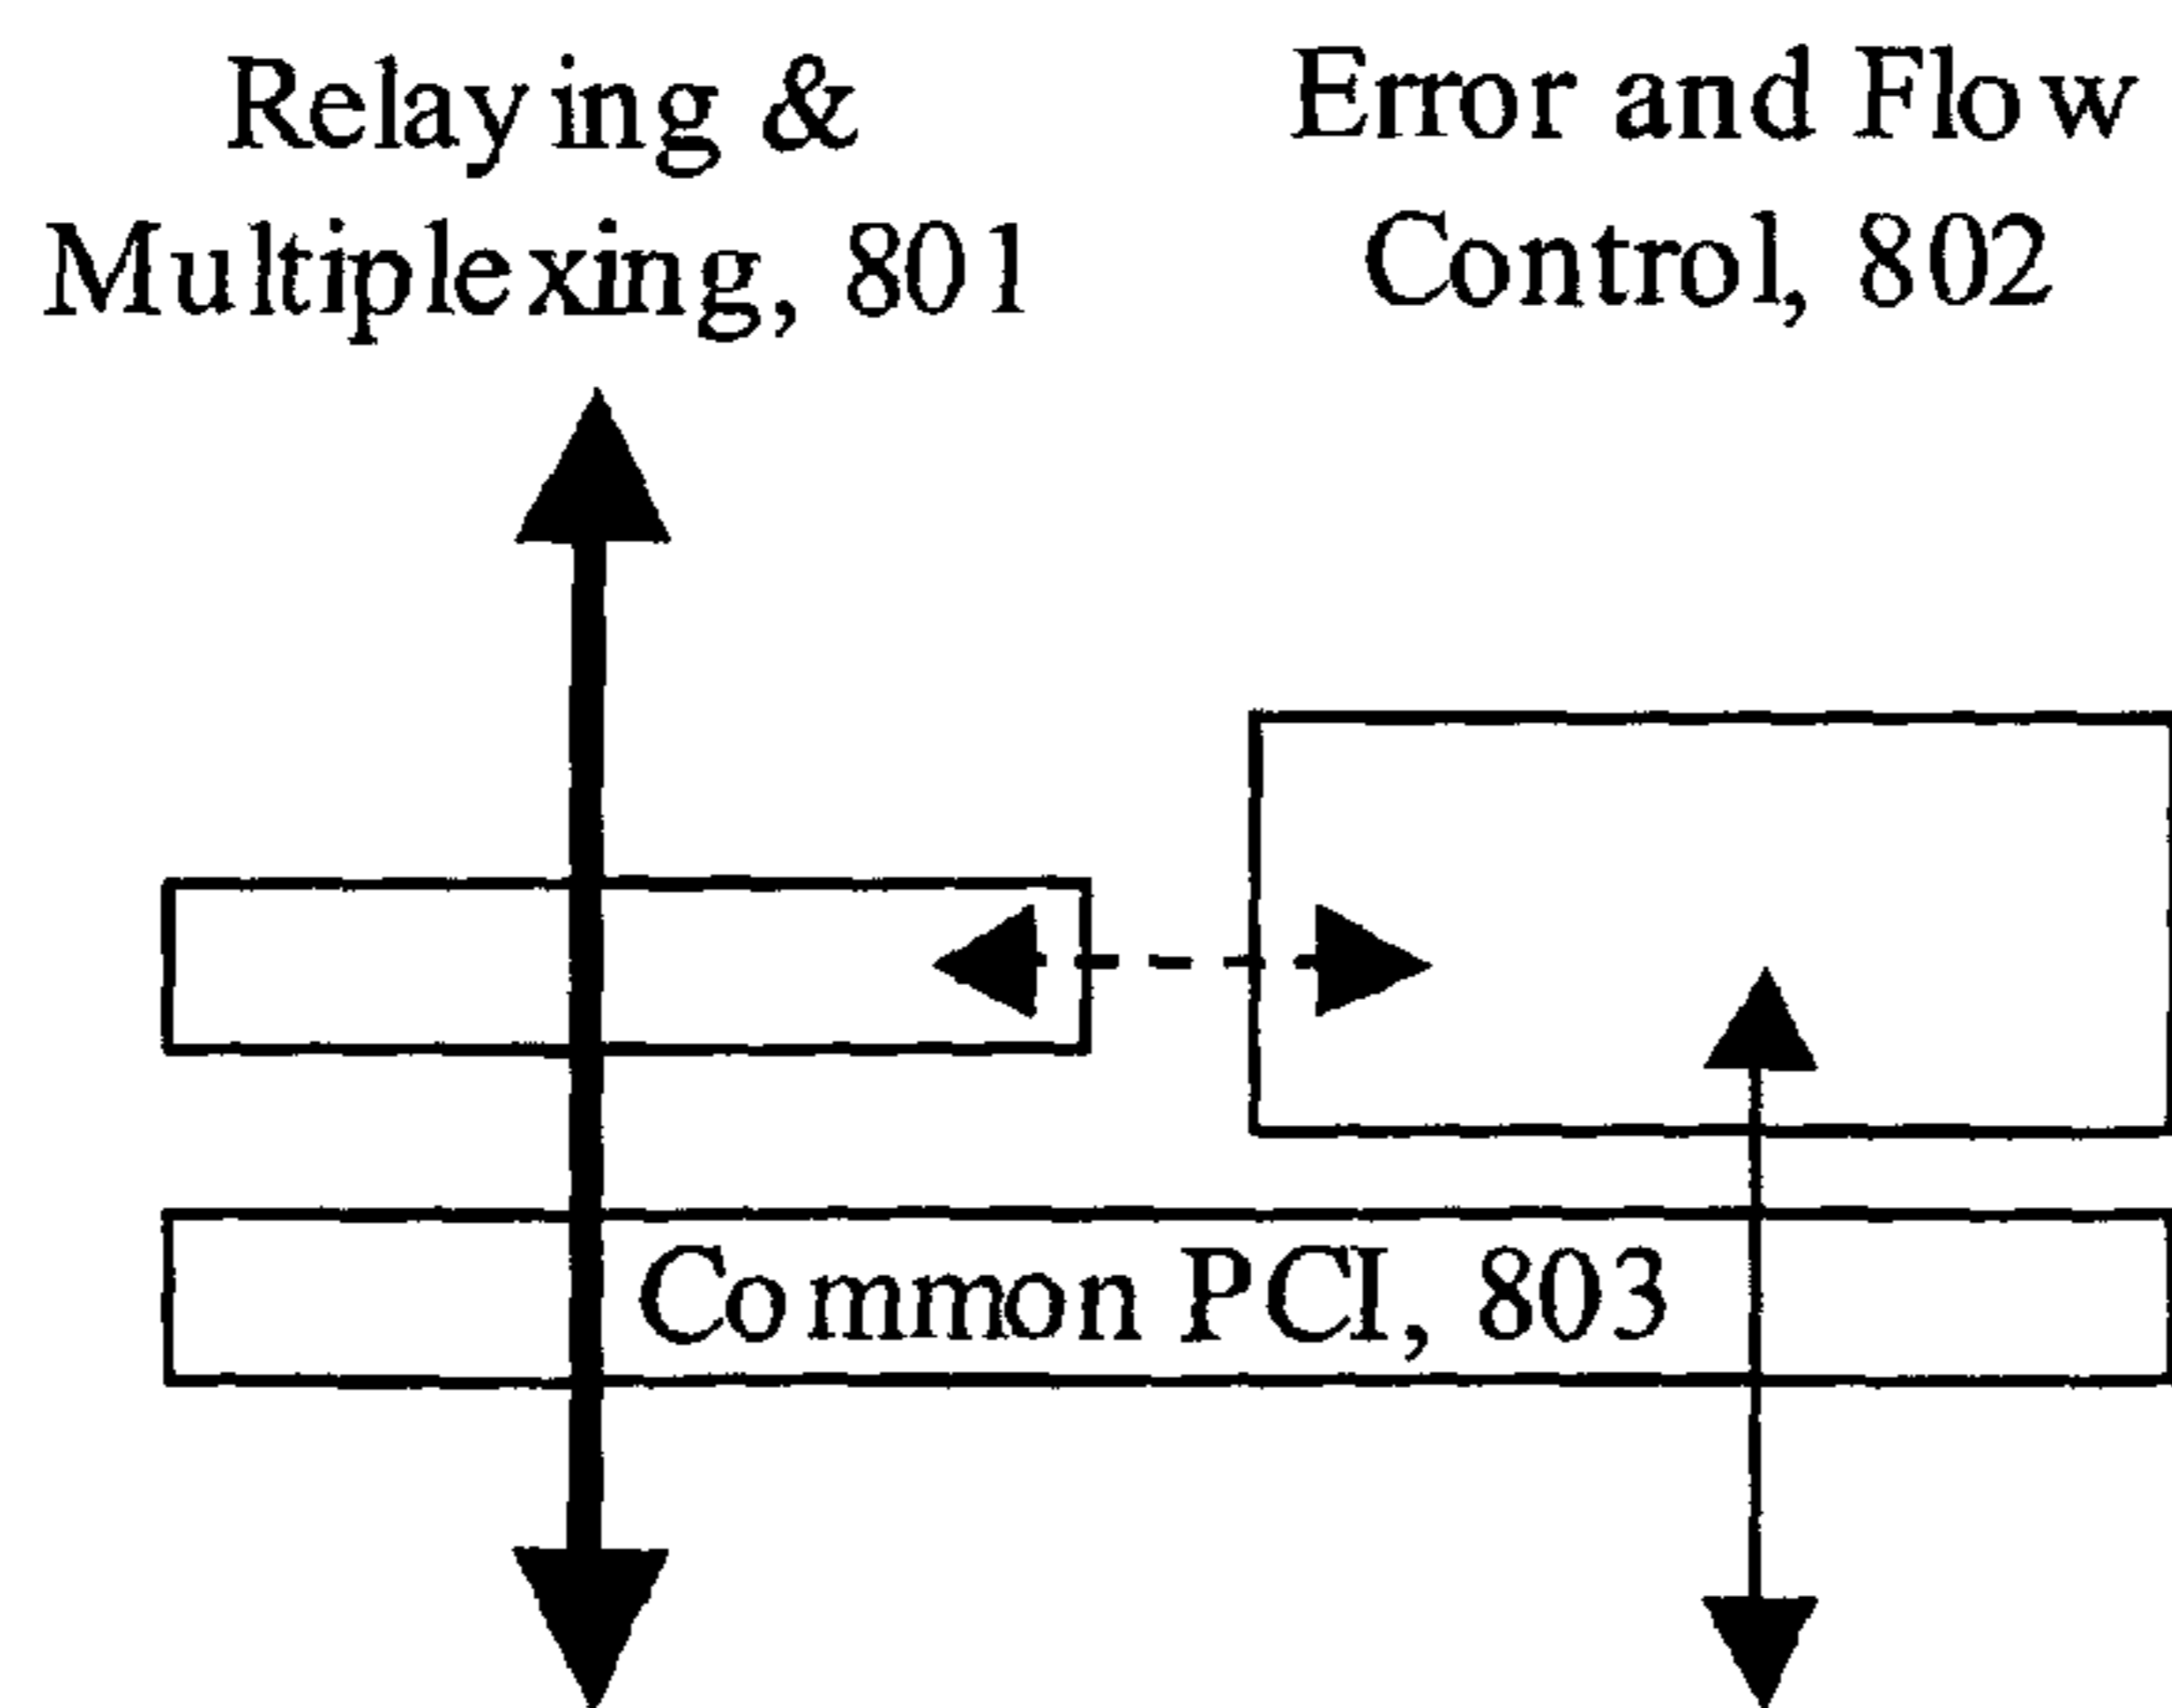 Relaying &
Multiplexing, 801
Error and Flow
Control, 802
Common PCI, 803